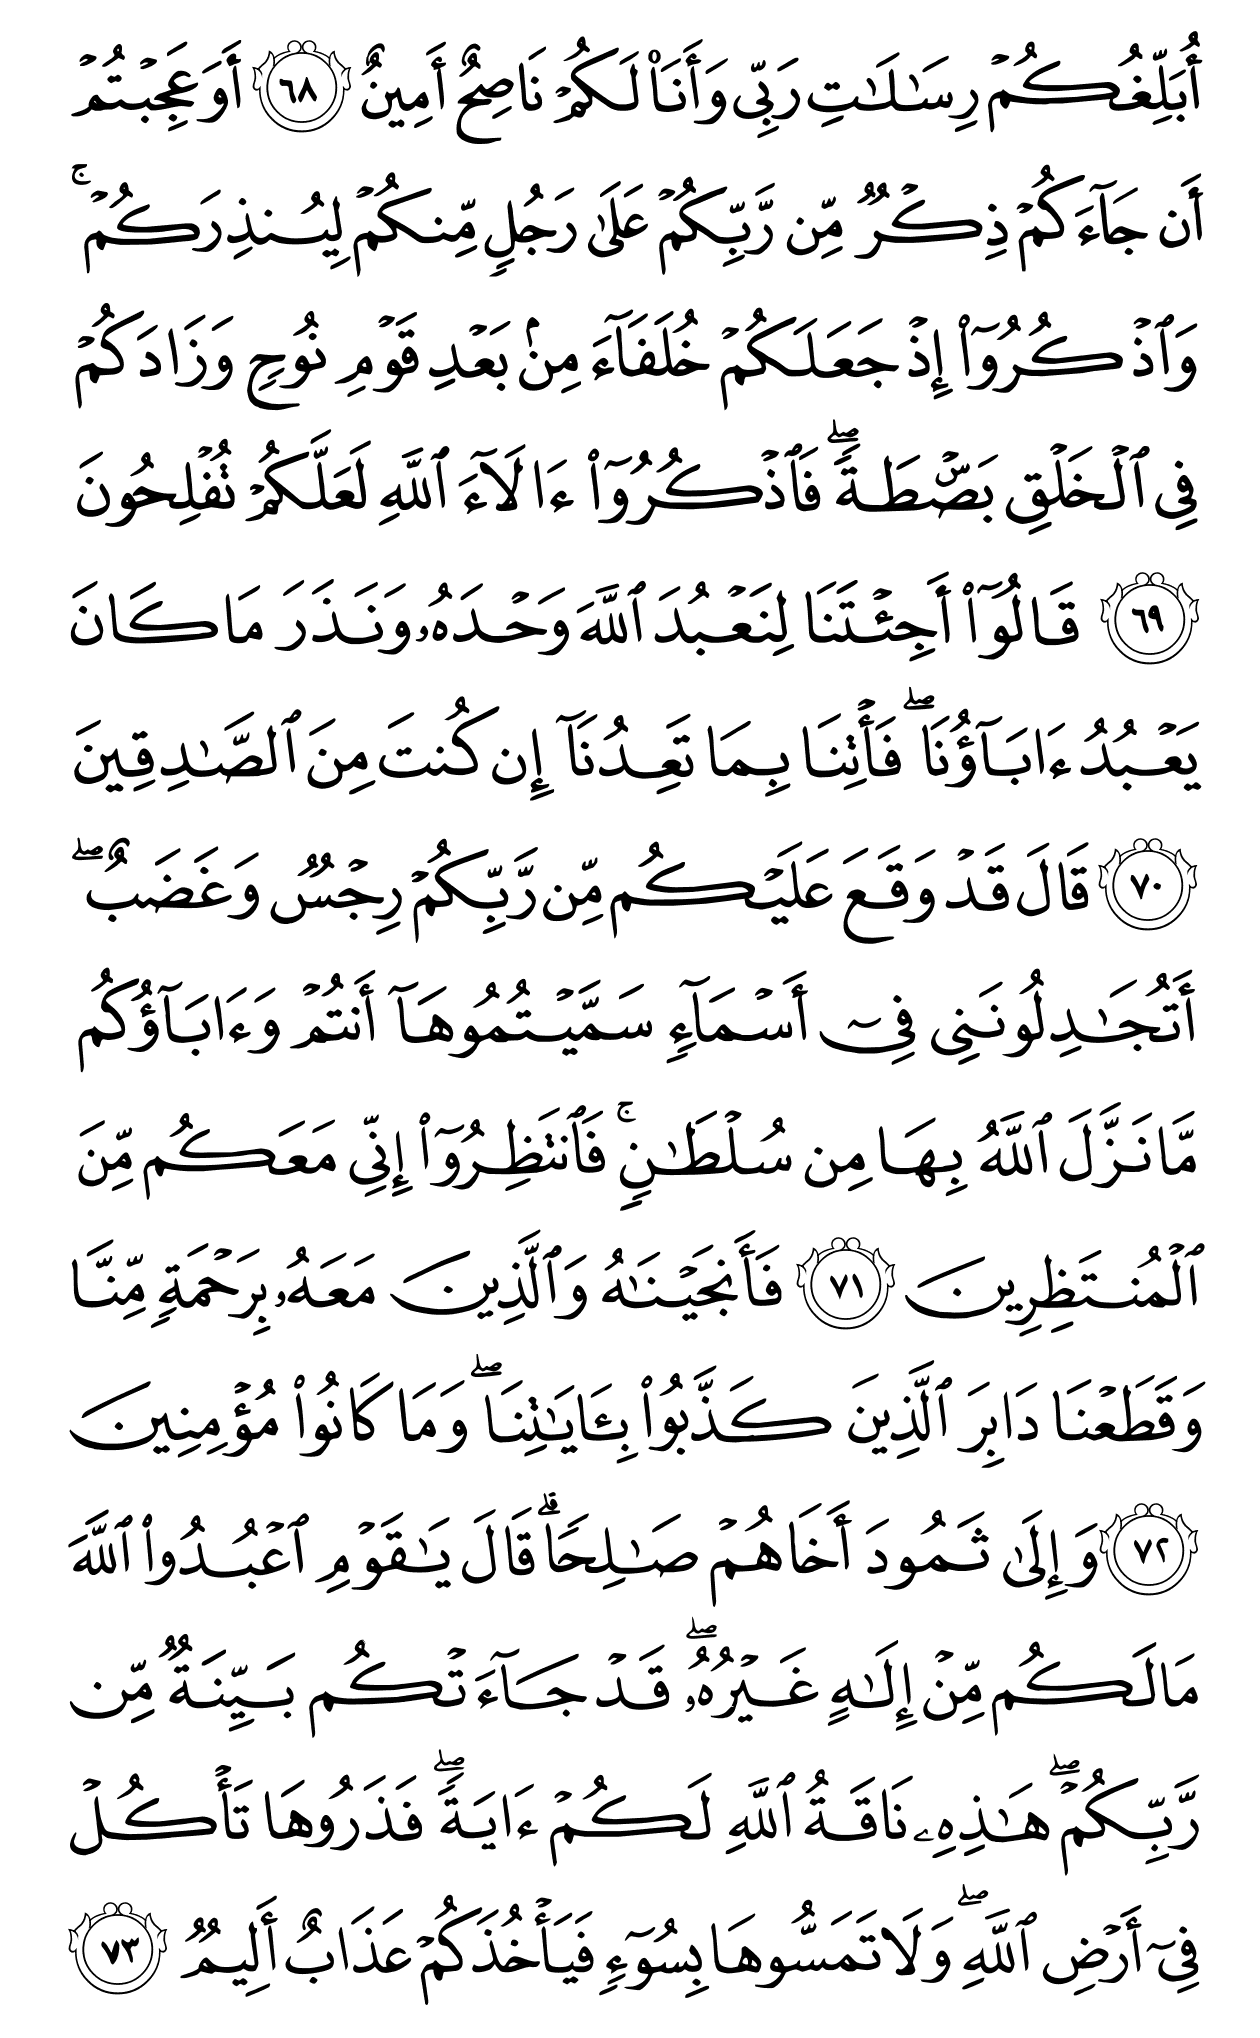 أُبَلِّغُكُمۡ رِسَٰلَٰتِ رَبِّي وَأَنَا۠ لَكُمۡ نَاصِحٌ أَمِينٌ ٦٨ أَوَعَجِبۡتُمۡ
أَن جَآءَكُمۡ ذِكۡرٞ مِّن رَّبِّكُمۡ عَلَىٰ رَجُلٖ مِّنكُمۡ لِيُنذِرَكُمۡۚ
وَٱذۡكُرُوٓاْ إِذۡ جَعَلَكُمۡ خُلَفَآءَ مِنۢ بَعۡدِ قَوۡمِ نُوحٖ وَزَادَكُمۡ
فِي ٱلۡخَلۡقِ بَصۜۡطَةٗۖ فَٱذۡكُرُوٓاْ ءَالَآءَ ٱللَّهِ لَعَلَّكُمۡ تُفۡلِحُونَ
٦٩ قَالُوٓاْ أَجِئۡتَنَا لِنَعۡبُدَ ٱللَّهَ وَحۡدَهُۥ وَنَذَرَ مَا كَانَ
يَعۡبُدُ ءَابَآؤُنَاۖ فَأۡتِنَا بِمَا تَعِدُنَآ إِن كُنتَ مِنَ ٱلصَّٰدِقِينَ
٧٠ قَالَ قَدۡ وَقَعَ عَلَيۡكُم مِّن رَّبِّكُمۡ رِجۡسٞ وَغَضَبٌۖ
أَتُجَٰدِلُونَنِي فِيٓ أَسۡمَآءٖ سَمَّيۡتُمُوهَآ أَنتُمۡ وَءَابَآؤُكُم
مَّا نَزَّلَ ٱللَّهُ بِهَا مِن سُلۡطَٰنٖۚ فَٱنتَظِرُوٓاْ إِنِّي مَعَكُم مِّنَ
ٱلۡمُنتَظِرِينَ ٧١ فَأَنجَيۡنَٰهُ وَٱلَّذِينَ مَعَهُۥ بِرَحۡمَةٖ مِّنَّا
وَقَطَعۡنَا دَابِرَ ٱلَّذِينَ كَذَّبُواْ بِـَٔايَٰتِنَاۖ وَمَا كَانُواْ مُؤۡمِنِينَ
٧٢ وَإِلَىٰ ثَمُودَ أَخَاهُمۡ صَٰلِحٗاۗ قَالَ يَٰقَوۡمِ ٱعۡبُدُواْ ٱللَّهَ
مَا لَكُم مِّنۡ إِلَٰهٍ غَيۡرُهُۥۖ قَدۡ جَآءَتۡكُم بَيِّنَةٞ مِّن
رَّبِّكُمۡۖ هَٰذِهِۦ نَاقَةُ ٱللَّهِ لَكُمۡ ءَايَةٗۖ فَذَرُوهَا تَأۡكُلۡ
فِيٓ أَرۡضِ ٱللَّهِۖ وَلَا تَمَسُّوهَا بِسُوٓءٖ فَيَأۡخُذَكُمۡ عَذَابٌ أَلِيمٞ ٧٣